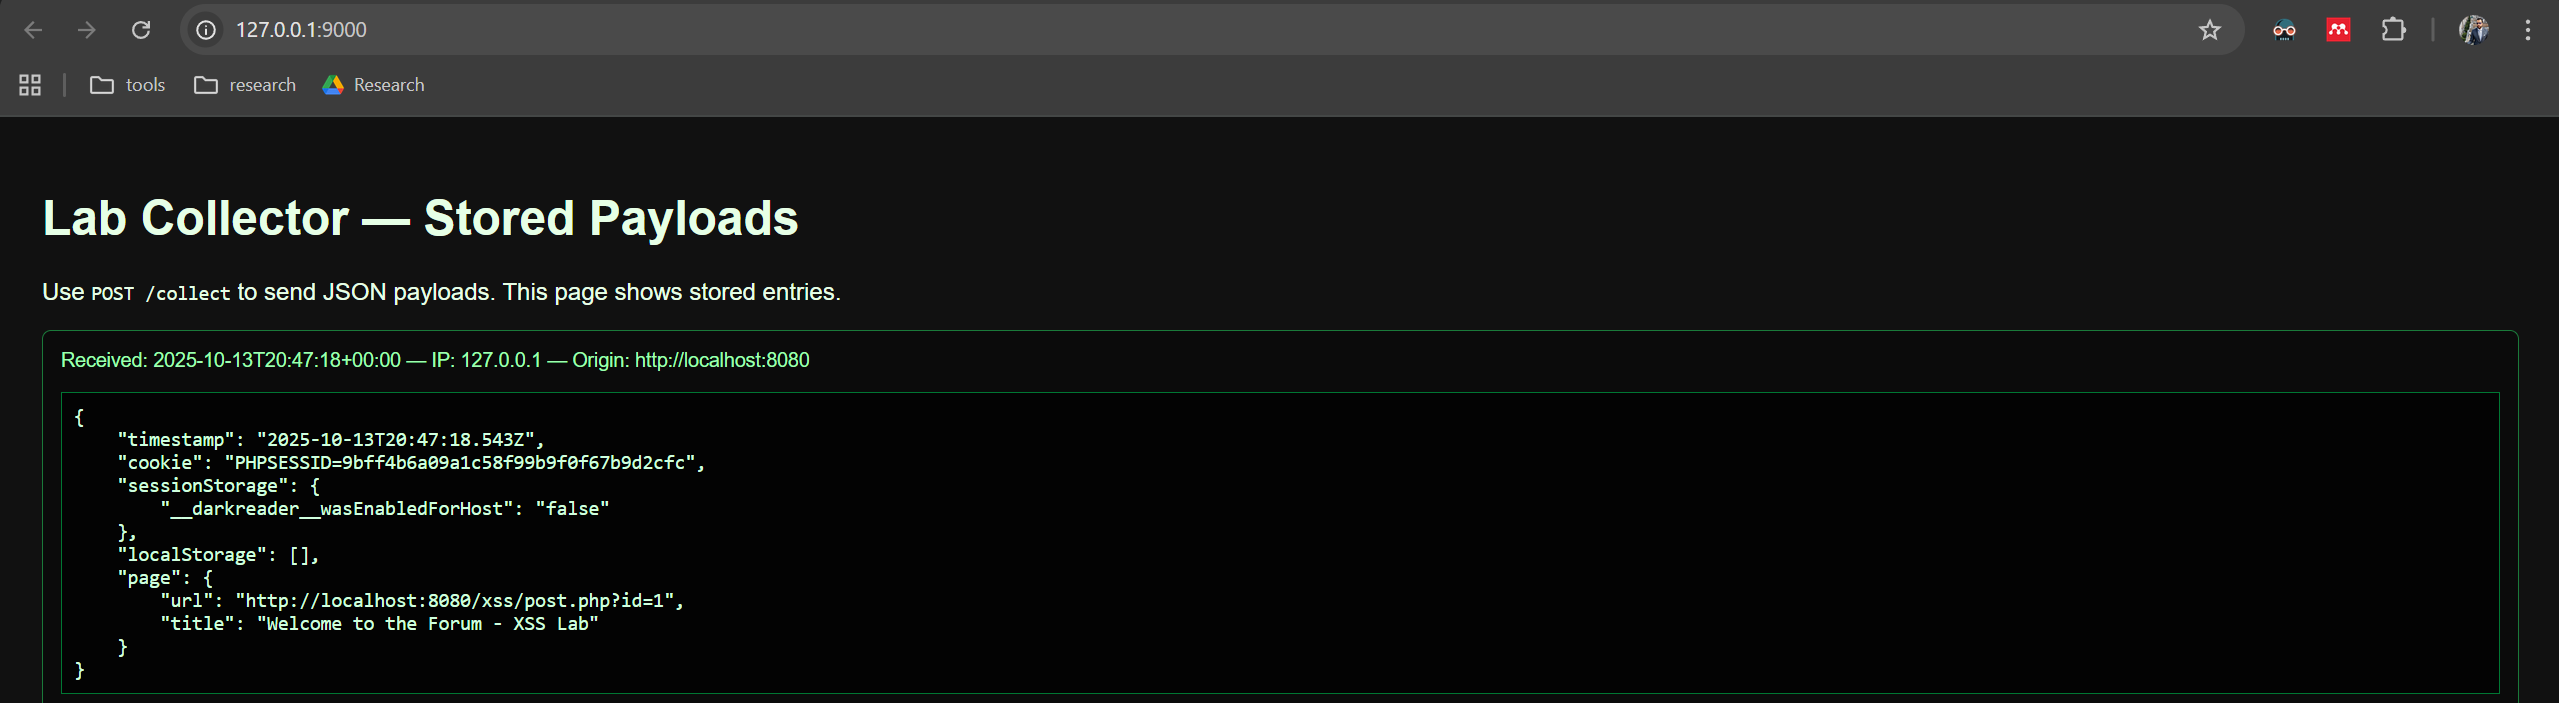 127.0.0.1:9000
tools research Research
Lab Collector — Stored Payloads
Use POST /collect to send JSON payloads. This page shows stored entries.
Received: 2025-10-13T20:47:18+00:00 — IP: 127.0.0.1 — Origin: http://localhost:8080
{
    "timestamp": "2025-10-13T20:47:18.543Z",
    "cookie": "PHPSESSID=9bff4b6a09a1c58f99b9f0f67b9d2cfc",
    "sessionStorage": {
        "__darkreader__wasEnabledForHost": "false"
    },
    "localStorage": [],
    "page": {
        "url": "http://localhost:8080/xss/post.php?id=1",
        "title": "Welcome to the Forum - XSS Lab"
    }
}